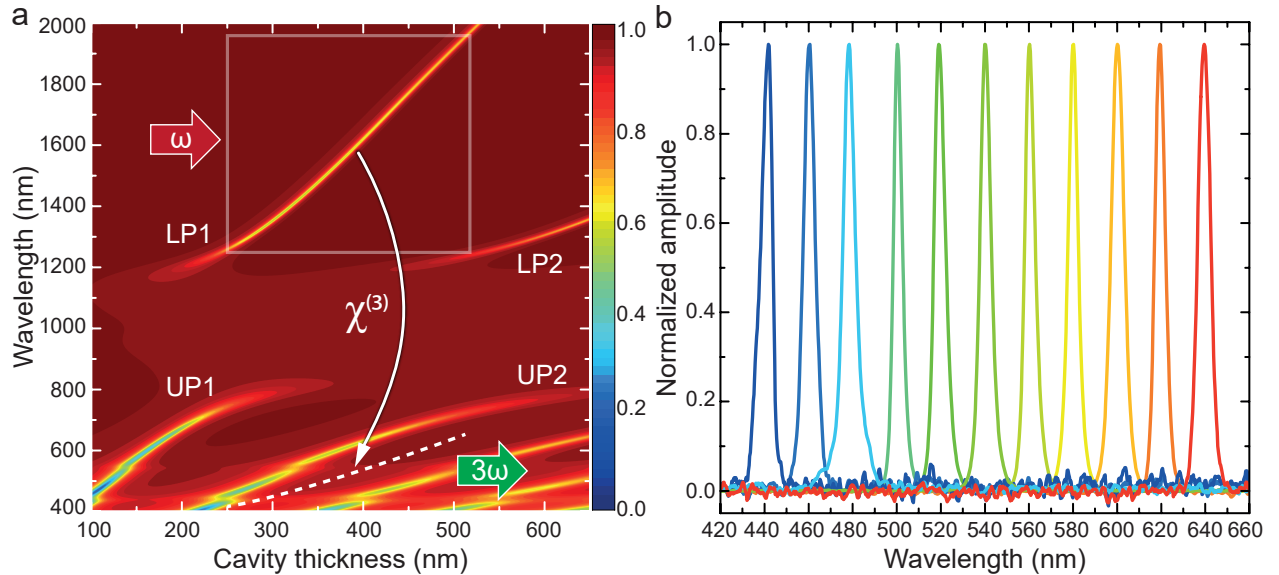 a
Wavelength (nm)
2000
1800
1600
1400
1200
1000
800
600
400
100
200
300
400
500
600
Cavity thickness (nm)
ω
LP1
LP2
χ(3)
UP1
UP2
3ω
1.0
0.8
0.6
0.4
0.2
0.0
b
Normalized amplitude
1.0
0.8
0.6
0.4
0.2
0.0
420 440 460 480 500 520 540 560 580 600 620 640 660
Wavelength (nm)